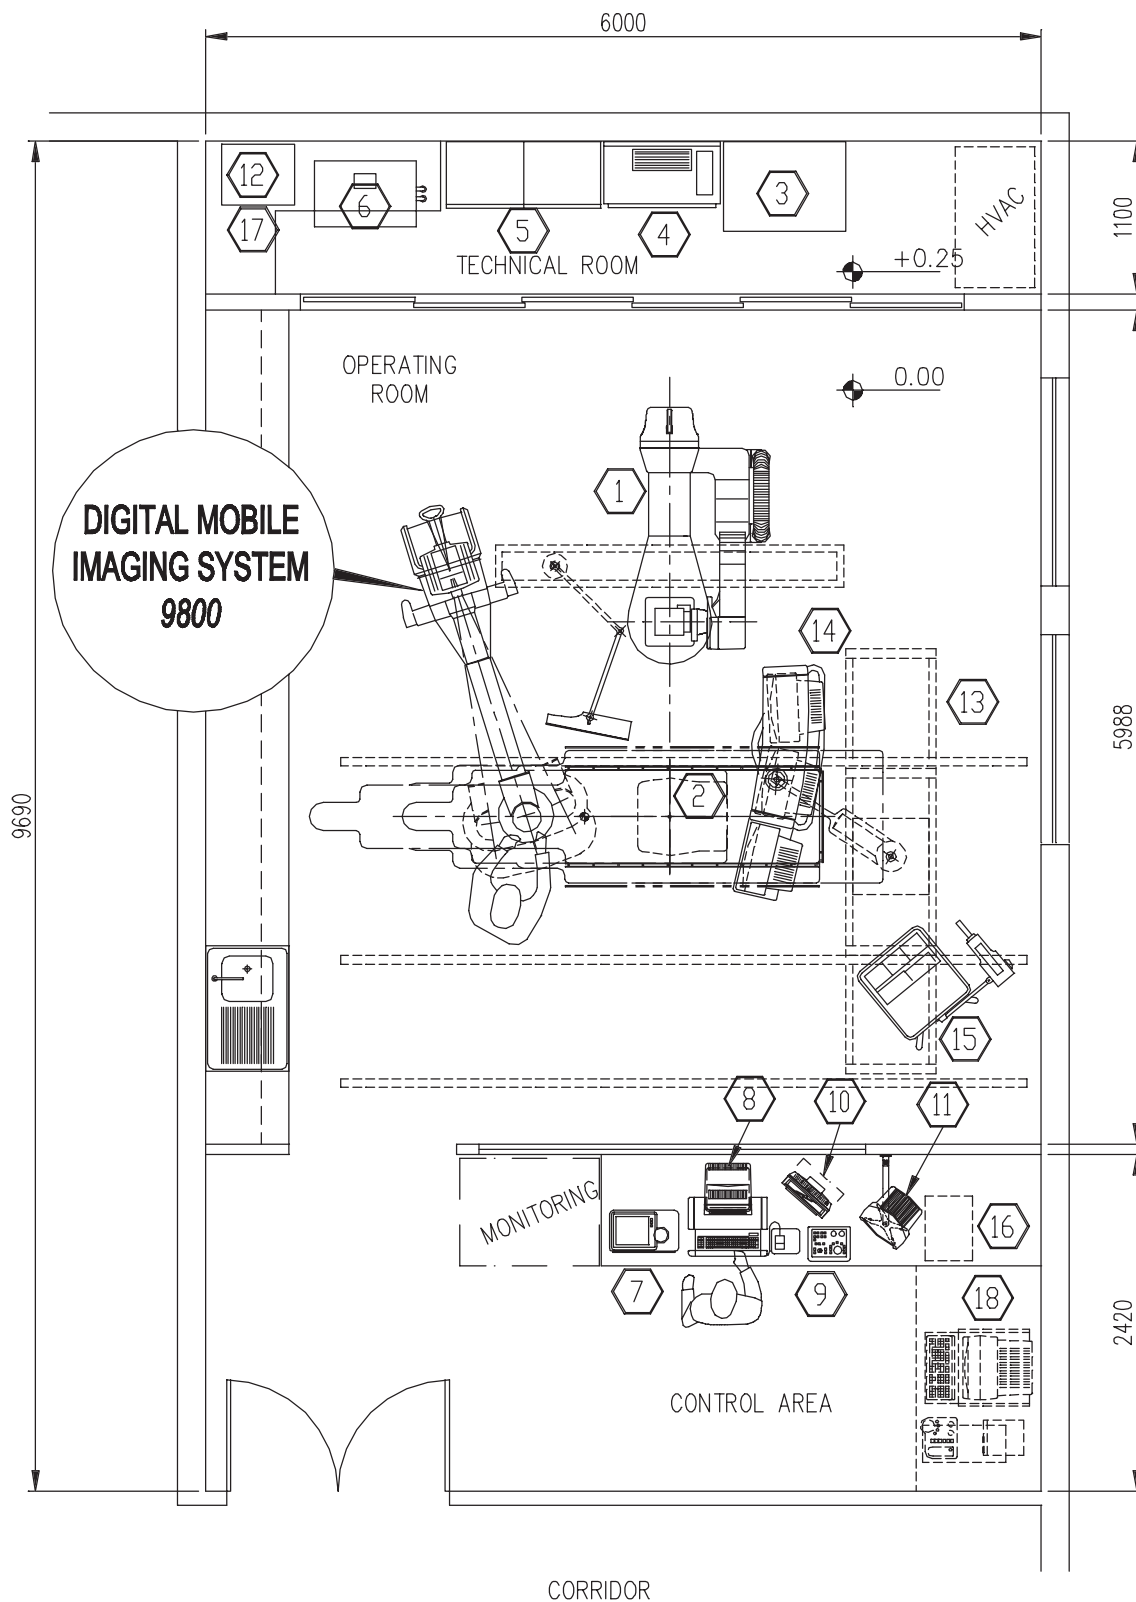 6000
12
6
3
17
5
4
HVAC
1100
TECHNICAL ROOM
+0.25
OPERATING
ROOM
0.00
1
DIGITAL MOBILE
IMAGING SYSTEM
9800
14
13
5988
2
9690
15
8
10
11
MONITORING
16
7
9
18
2420
CONTROL AREA
CORRIDOR